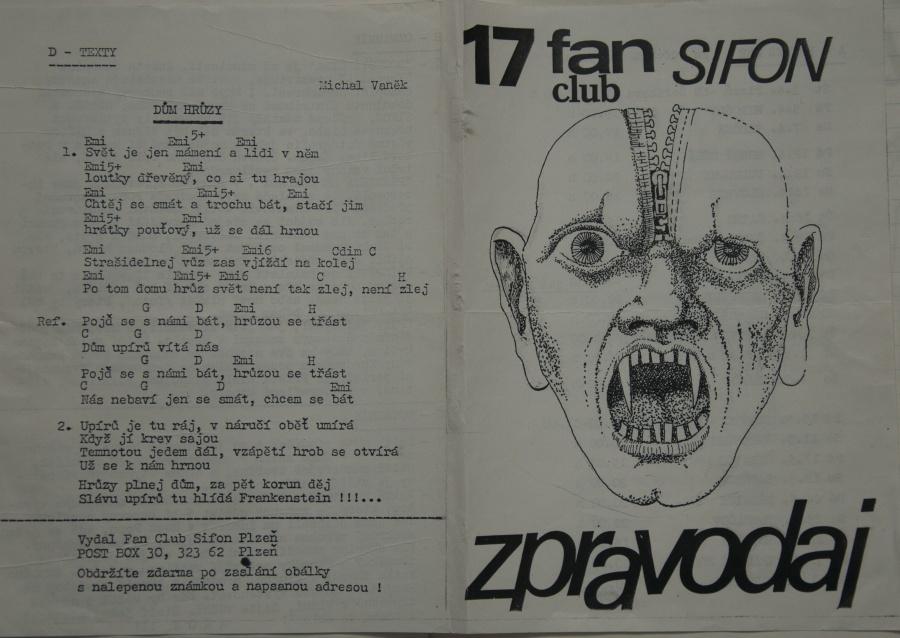 D - TEXTY
Michal Vaněk
DŮM HRŮZY
Emi Emi5+ Emi
1. Svět je jen mámení a lidi v něm
Emi5+ Emi
loutky dřevěný, co si tu hrajou
Emi Emi5+ Emi
Chtěj se smát a trochu bát, stačí jim
Emi5+ Emi
hrátky pouťový, už se dál hrnou
Emi Emi5+ Emi6 Cdim C
Strašidelnej vůz zas vjíždí na kolej
Emi Emi5+ Emi6 C H
Po tom domu hrůz svět není tak zlej, není zlej
G D Emi H
Ref. Pojď se s námi bát, hrůzou se třást
C G D
Dům upírů vítá nás
G D Emi H
Pojď se s námi bát, hrůzou se třást
C G D Emi
Nás nebaví jen se smát, chcem se bát
2. Upírů je tu ráj, v náručí oběť umírá
Když jí krev sajou
Temnotou jedem dál, vzápětí hrob se otvírá
Už se k nám hrnou
Hrůzy plnej dům, za pět korun děj
Slávu upírů tu hlídá Frankenstein !!!...
Vydal Fan Club Sifon Plzeň
POST BOX 30, 323 62 Plzeň
Obdržíte zdarma po zaslání obálky
s nalepenou známkou a napsanou adresou !
17 fan club SIFON
zpravodaj